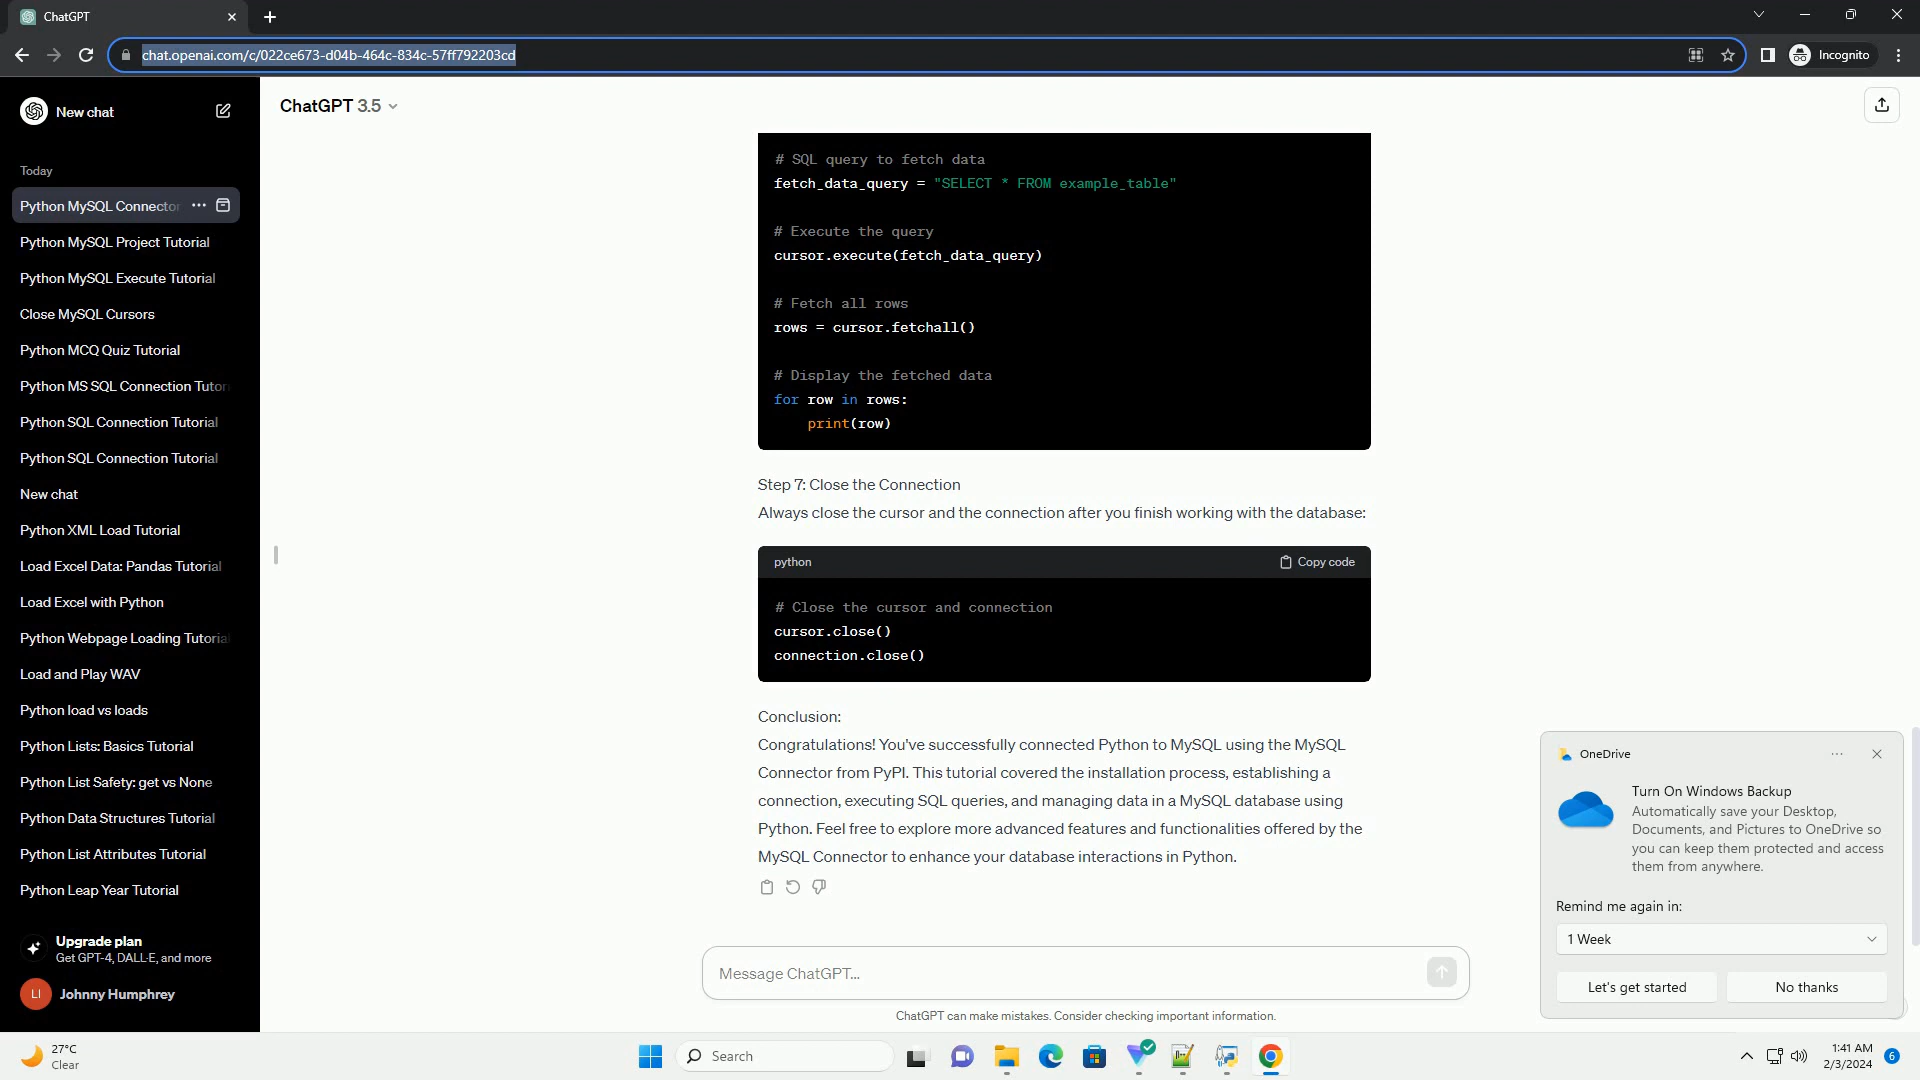 ChatGPT
chat.openai.com/c/022ce673-d04b-464c-834c-57ff792203cd
Incognito
New chat
Today
Python MySQL Connector
Python MySQL Project Tutorial
Python MySQL Execute Tutorial
Close MySQL Cursors
Python MCQ Quiz Tutorial
Python MS SQL Connection Tutor
Python SQL Connection Tutorial
Python SQL Connection Tutorial
New chat
Python XML Load Tutorial
Load Excel Data: Pandas Tutorial
Load Excel with Python
Python Webpage Loading Tutorial
Load and Play WAV
Python load vs loads
Python Lists: Basics Tutorial
Python List Safety: get vs None
Python Data Structures Tutorial
Python List Attributes Tutorial
Python Leap Year Tutorial
Upgrade plan
Get GPT-4, DALL·E, and more
LI
Johnny Humphrey
ChatGPT 3.5
# SQL query to fetch data
fetch_data_query = "SELECT * FROM example_table"
# Execute the query
cursor.execute(fetch_data_query)
# Fetch all rows
rows = cursor.fetchall()
# Display the fetched data
for row in rows:
print(row)
Step 7: Close the Connection
Always close the cursor and the connection after you finish working with the database:
python
Copy code
# Close the cursor and connection
cursor.close()
connection.close()
Conclusion:
Congratulations! You've successfully connected Python to MySQL using the MySQL
Connector from PyPI. This tutorial covered the installation process, establishing a
connection, executing SQL queries, and managing data in a MySQL database using
Python. Feel free to explore more advanced features and functionalities offered by the
MySQL Connector to enhance your database interactions in Python.
Message ChatGPT...
ChatGPT can make mistakes. Consider checking important information.
OneDrive
Turn On Windows Backup
Automatically save your Desktop,
Documents, and Pictures to OneDrive so
you can keep them protected and access
them from anywhere.
Remind me again in:
1 Week
Let's get started
No thanks
27°C
Clear
Search
1:41 AM
2/3/2024
6